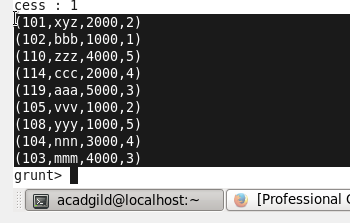 cess : 1
(101,xyz,2000,2)
(102,bbb,1000,1)
(110,zzz,4000,5)
(114,ccc,2000,4)
(119,aaa,5000,3)
(105,vvv,1000,2)
(108,yyy,1000,5)
(104,nnn,3000,4)
(103,mmm,4000,3)
grunt>
acadgild@localhost:~ [Professional